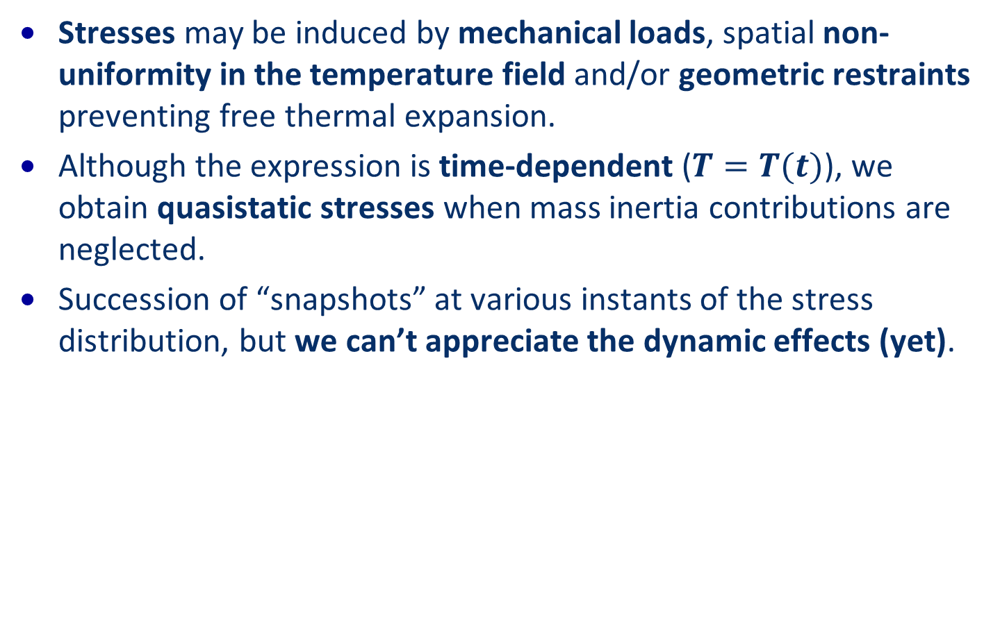 • Stresses may be induced by mechanical loads, spatial non-
uniformity in the temperature field and/or geometric restraints
preventing free thermal expansion.
• Although the expression is time-dependent (T = T(t)), we
obtain quasistatic stresses when mass inertia contributions are
neglected.
• Succession of “snapshots” at various instants of the stress
distribution, but we can’t appreciate the dynamic effects (yet).